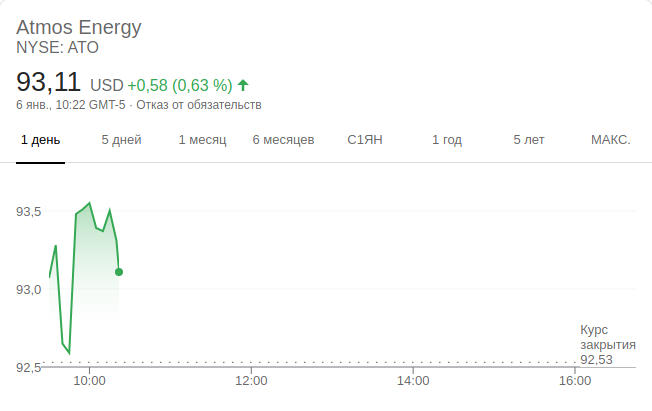 Atmos Energy
NYSE: ATO
93,11 USD +0,58 (0,63 %)
6 янв., 10:22 GMT-5 · Отказ от обязательств
1 день 5 дней 1 месяц 6 месяцев С1ЯН 1 год 5 лет МАКС.
93,5
93,0
92,5
Курс
закрытия
92,53
10:00 12:00 14:00 16:00